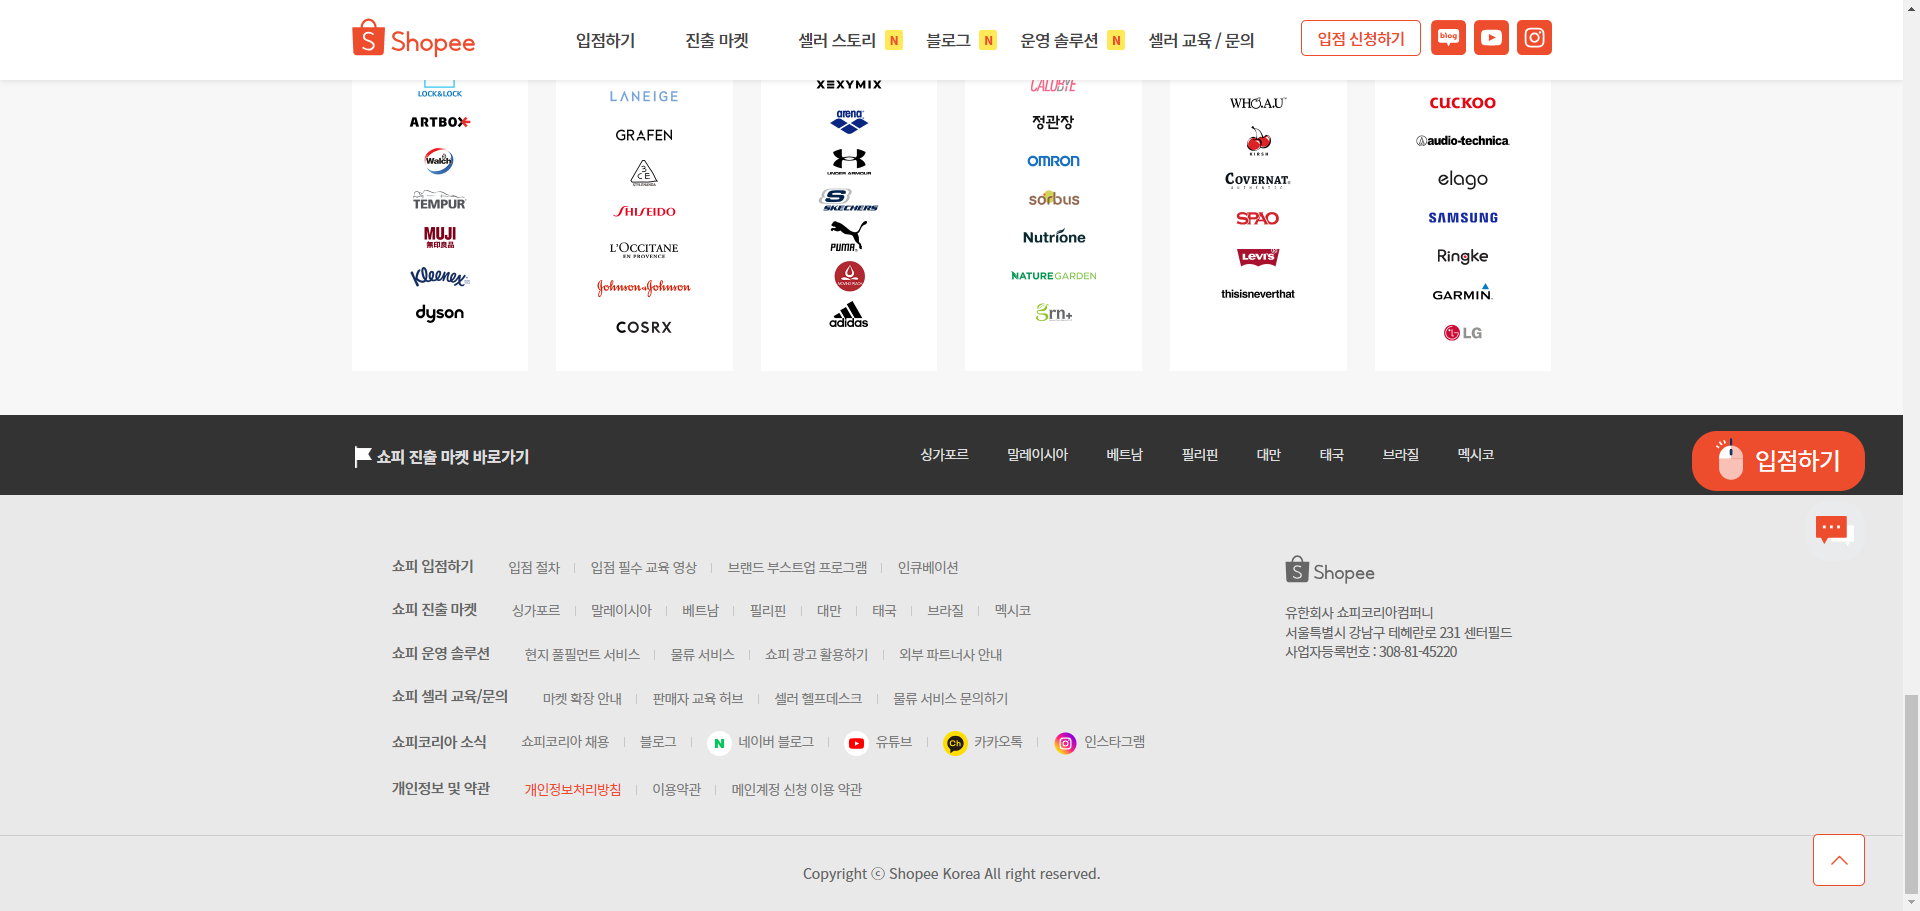 Shopee
입점하기
진출 마켓
셀러 스토리 N
블로그 N
운영 솔루션 N
셀러 교육 / 문의
입점 신청하기
blog
LOCK&LOCK
ARTBOX
Walch
TEMPUR
MUJI
無印良品
Kleenex
dyson
LANEIGE
GRAFEN
3CE
STYLENANDA
SHISEIDO
L'OCCITANE
EN PROVENCE
Johnson&Johnson
COSRX
XEXYMIX
arena
UNDER ARMOUR
SKECHERS
PUMA
adidas
CALOBYE
정관장
OMRON
sorbus
Nutrione
NATURE GARDEN
grn+
WHO.A.U
KIRSH
COVERNAT
AUTHENTIC
SPAO
LEVI'S
thisisneverthat
CUCKOO
audio-technica
elago
SAMSUNG
Ringke
GARMIN
LG
쇼피 진출 마켓 바로가기
싱가포르
말레이시아
베트남
필리핀
대만
태국
브라질
멕시코
입점하기
쇼피 입점하기
입점 절차
입점 필수 교육 영상
브랜드 부스트업 프로그램
인큐베이션
쇼피 진출 마켓
싱가포르
말레이시아
베트남
필리핀
대만
태국
브라질
멕시코
쇼피 운영 솔루션
현지 풀필먼트 서비스
물류 서비스
쇼피 광고 활용하기
외부 파트너사 안내
쇼피 셀러 교육/문의
마켓 확장 안내
판매자 교육 허브
셀러 헬프데스크
물류 서비스 문의하기
쇼피코리아 소식
쇼피코리아 채용
블로그
N 네이버 블로그
유튜브
Ch 카카오톡
인스타그램
개인정보 및 약관
개인정보처리방침
이용약관
메인계정 신청 이용 약관
Shopee
유한회사 쇼피코리아컴퍼니
서울특별시 강남구 테헤란로 231 센터필드
사업자등록번호 : 308-81-45220
Copyright ⓒ Shopee Korea All right reserved.